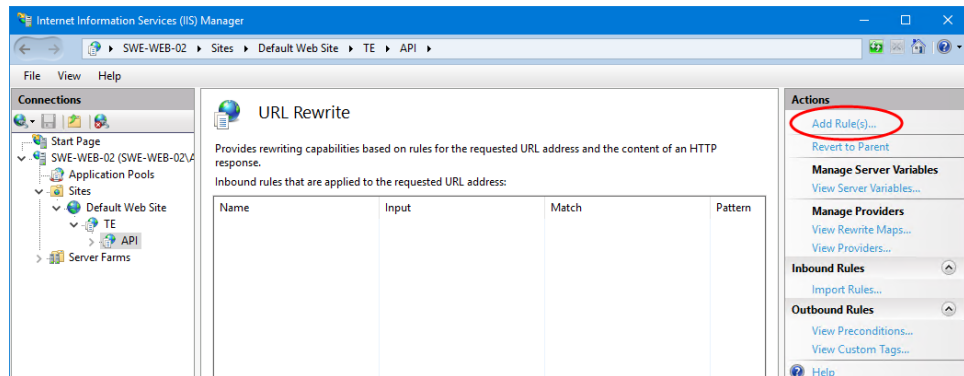 Internet Information Services (IIS) Manager
SWE-WEB-02 Sites Default Web Site TE API
File View Help
Connections
Start Page
SWE-WEB-02 (SWE-WEB-02\A
Application Pools
Sites
Default Web Site
TE
API
Server Farms
URL Rewrite
Provides rewriting capabilities based on rules for the requested URL address and the content of an HTTP
response.
Inbound rules that are applied to the requested URL address:
Name Input Match Pattern
Actions
Add Rule(s)...
Revert to Parent
Manage Server Variables
View Server Variables...
Manage Providers
View Rewrite Maps...
View Providers...
Inbound Rules
Import Rules...
Outbound Rules
View Preconditions...
View Custom Tags...
Help